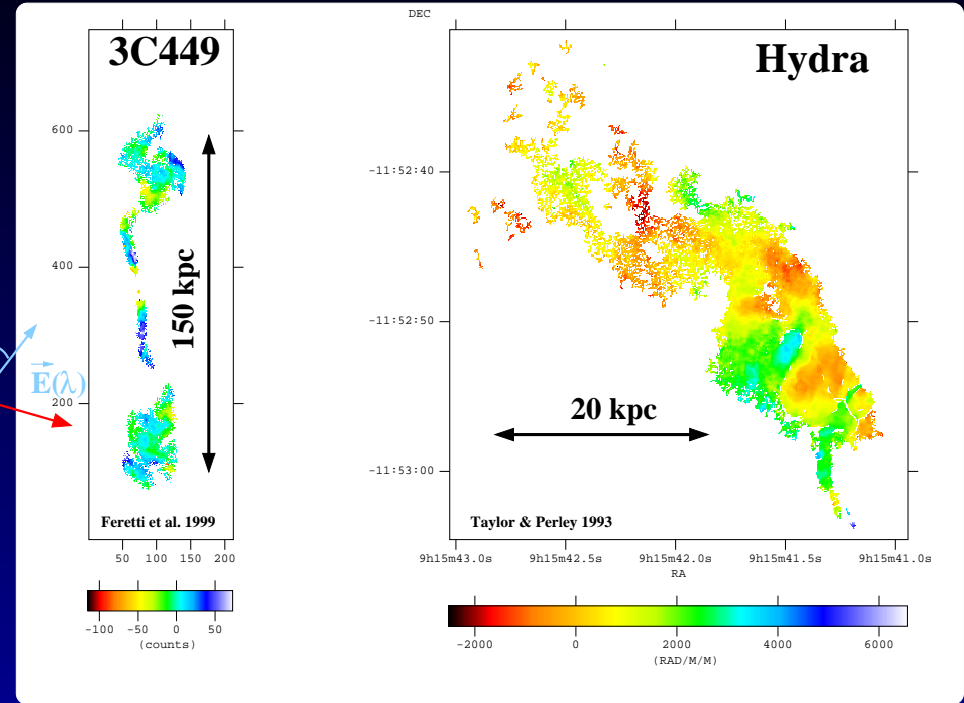 DEC
3C449
Hydra
600
400
200
150 kpc
E(λ)
Feretti et al. 1999
50 100 150 200
-100 -50 0 50
(counts)
-11:52:40
-11:52:50
-11:53:00
20 kpc
Taylor & Perley 1993
9h15m43.0s 9h15m42.5s 9h15m42.0s 9h15m41.5s 9h15m41.0s
RA
-2000 0 2000 4000 6000
(RAD/M/M)